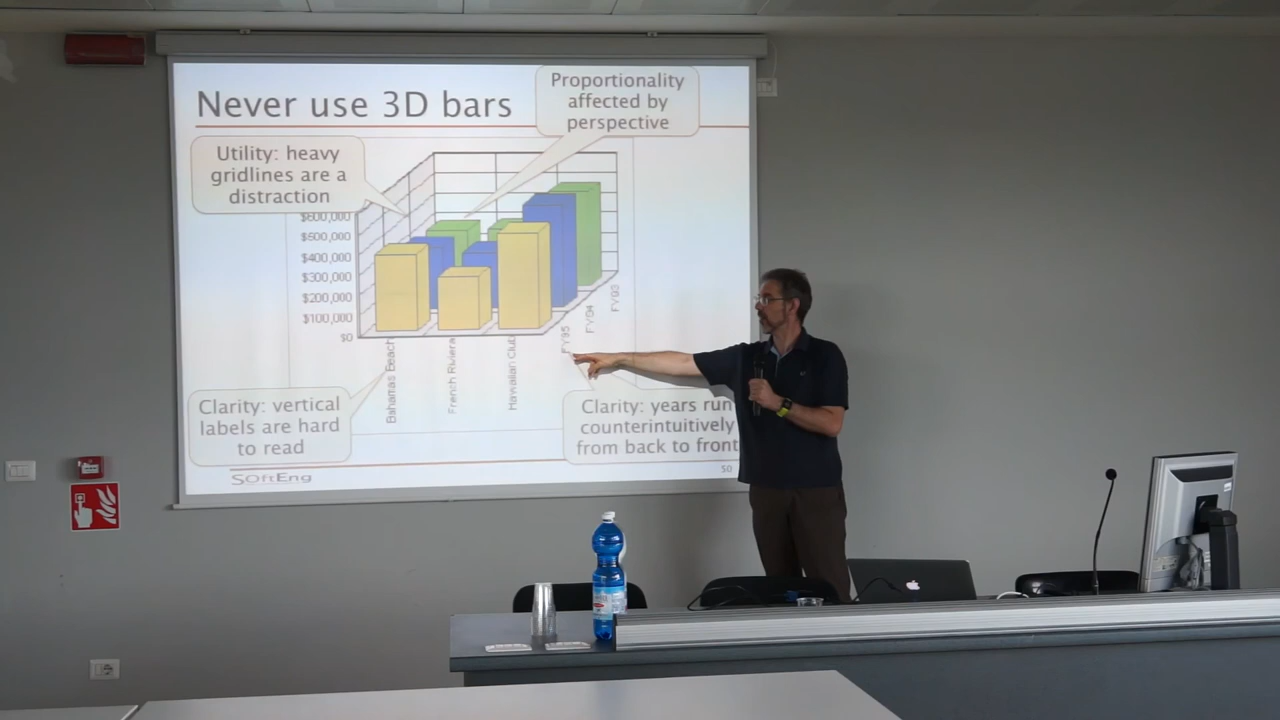 Never use 3D bars
Proportionality
affected by
perspective
Utility: heavy
gridlines are a
distraction
$600,000
$500,000
$400,000
$300,000
$200,000
$100,000
$0
Bahamas Beach
French Riviera
Hawaiian Club
FY95
FY94
FY93
Clarity: vertical
labels are hard
to read
Clarity: years run
counterintuitively
from back to front
SOftEng
50